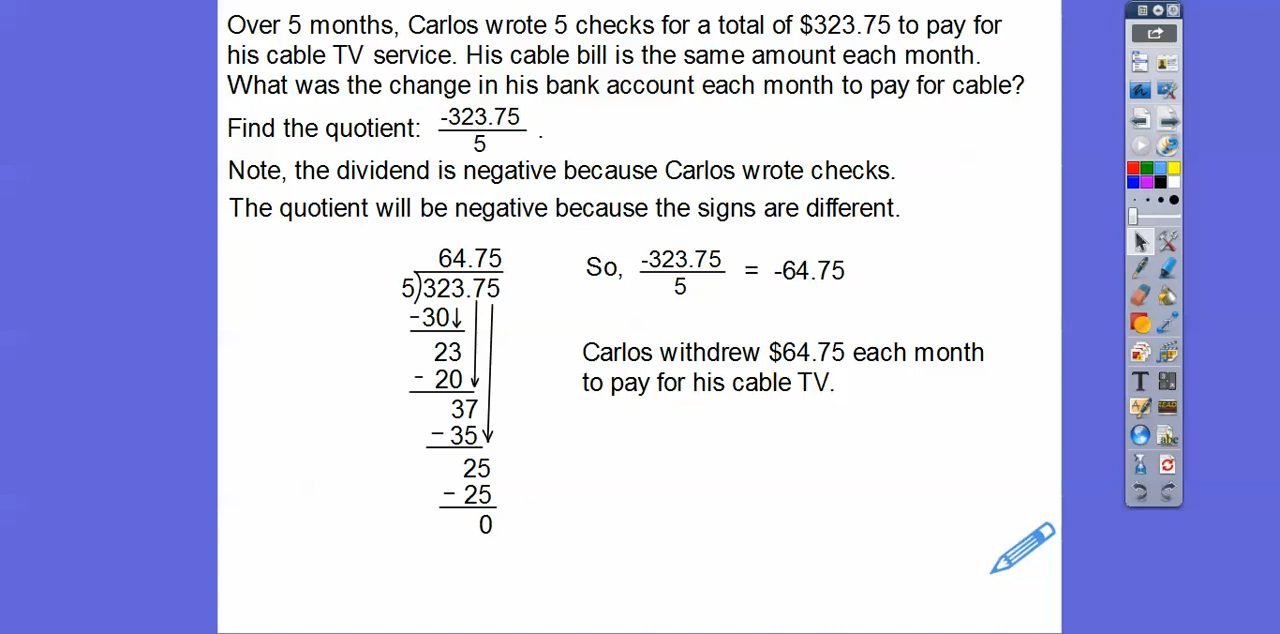 Over 5 months, Carlos wrote 5 checks for a total of $323.75 to pay for
his cable TV service. His cable bill is the same amount each month.
What was the change in his bank account each month to pay for cable?
Find the quotient: -323.75
5 .
Note, the dividend is negative because Carlos wrote checks.
The quotient will be negative because the signs are different.
64.75
5)323.75
-30↓
23
- 20
37
- 35
25
- 25
0
So, -323.75
5 = -64.75
Carlos withdrew $64.75 each month
to pay for his cable TV.
T
abc